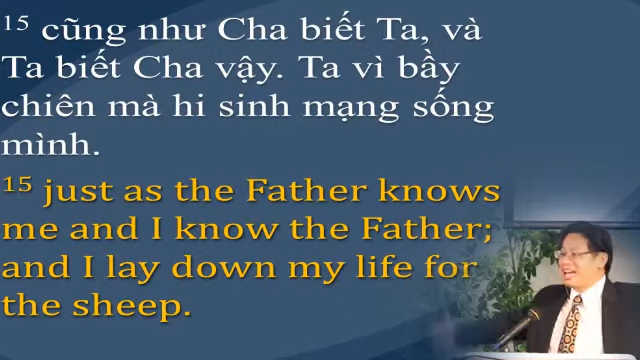 15 cũng như Cha biết Ta, và
Ta biết Cha vậy. Ta vì bầy
chiên mà hi sinh mạng sống
mình.
15 just as the Father knows
me and I know the Father;
and I lay down my life for
the sheep.